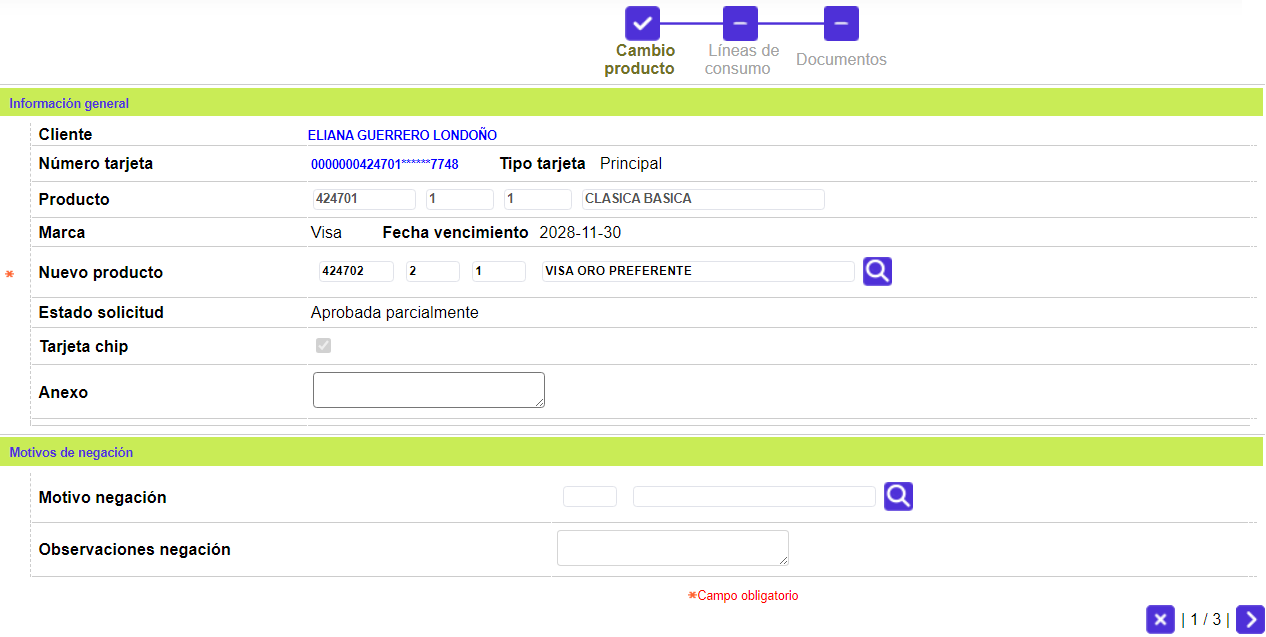 Cambio producto
Líneas de consumo
Documentos
Información general
Cliente ELIANA GUERRERO LONDOÑO
Número tarjeta 0000000424701******7748 Tipo tarjeta Principal
Producto 424701 1 1 CLASICA BASICA
Marca Visa Fecha vencimiento 2028-11-30
* Nuevo producto 424702 2 1 VISA ORO PREFERENTE
Estado solicitud Aprobada parcialmente
Tarjeta chip
Anexo
Motivos de negación
Motivo negación
Observaciones negación
*Campo obligatorio
| 1 / 3 |